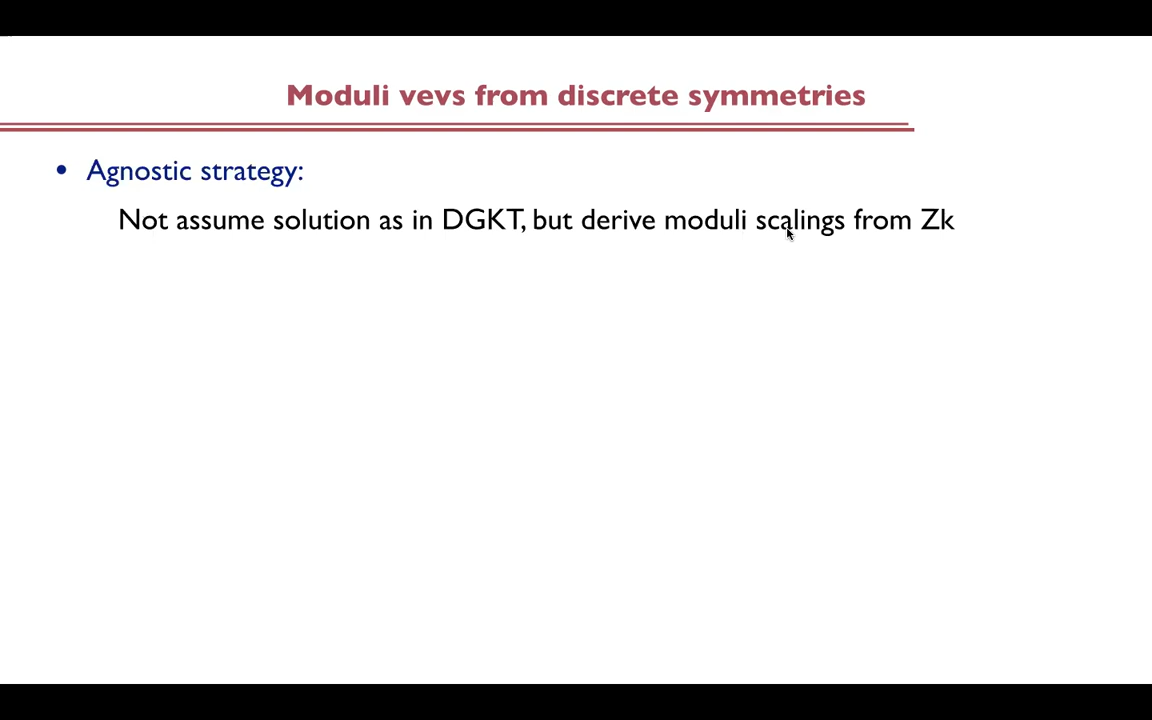 Moduli vevs from discrete symmetries
• Agnostic strategy:
Not assume solution as in DGKT, but derive moduli scalings from Zk